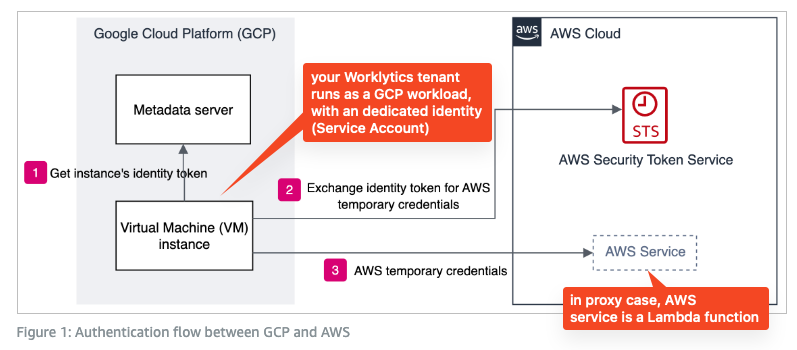 Google Cloud Platform (GCP)
aws
AWS Cloud
your Worklytics tenant
runs as a GCP workload,
with an dedicated identity
(Service Account)
Metadata server
STS
AWS Security Token Service
1
Get instance's identity token
2
Exchange identity token for AWS
temporary credentials
Virtual Machine (VM)
instance
AWS Service
3
AWS temporary credentials
in proxy case, AWS
service is a Lambda function
Figure 1: Authentication flow between GCP and AWS